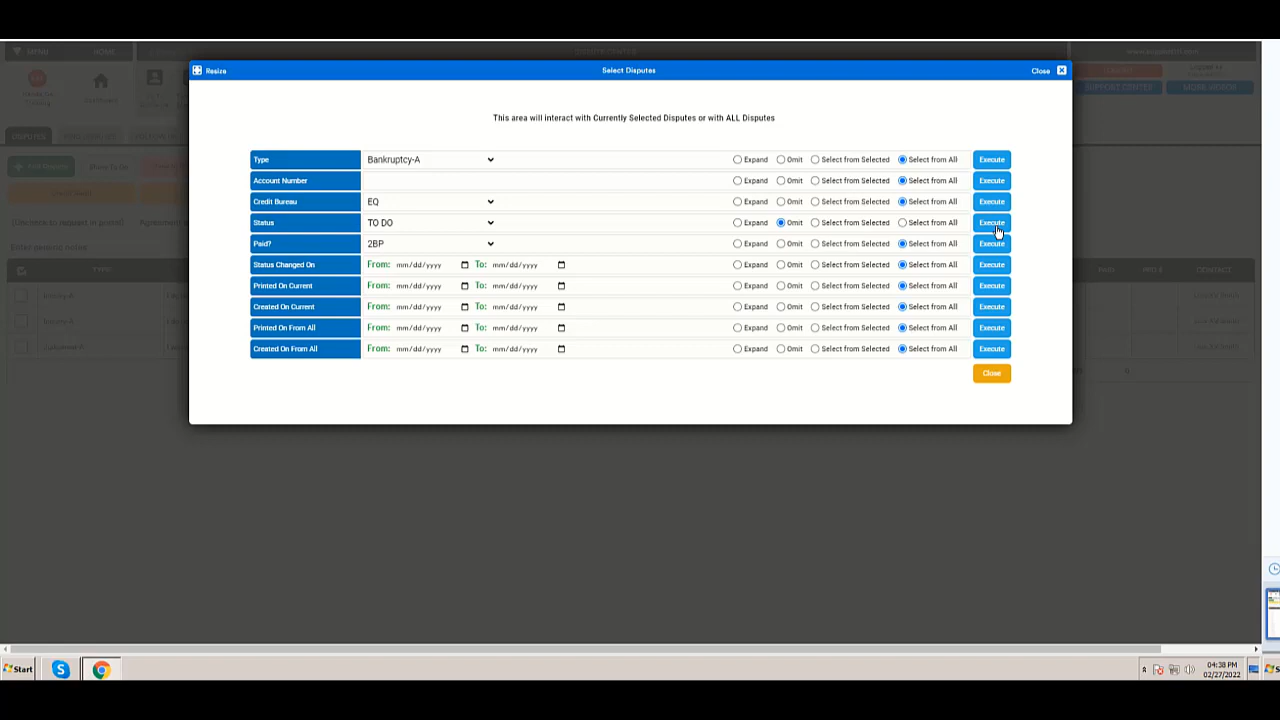 MENU HOME
Resize Select Disputes Close
Dashboard
SUPPORT CENTER
This area will interact with Currently Selected Disputes or with ALL Disputes
Type Bankruptcy-A Expand Omit Select from Selected Select from All Execute
Account Number Expand Omit Select from Selected Select from All Execute
Credit Bureau EQ Expand Omit Select from Selected Select from All Execute
Status TO DO Expand Omit Select from Selected Select from All Execute
Paid? 2BP Expand Omit Select from Selected Select from All Execute
Status Changed On From: mm/dd/yyyy To: mm/dd/yyyy Expand Omit Select from Selected Select from All Execute
Printed On Current From: mm/dd/yyyy To: mm/dd/yyyy Expand Omit Select from Selected Select from All Execute
Created On Current From: mm/dd/yyyy To: mm/dd/yyyy Expand Omit Select from Selected Select from All Execute
Printed On From All From: mm/dd/yyyy To: mm/dd/yyyy Expand Omit Select from Selected Select from All Execute
Created On From All From: mm/dd/yyyy To: mm/dd/yyyy Expand Omit Select from Selected Select from All Execute
Close
Start
04:38 PM
02/27/2022